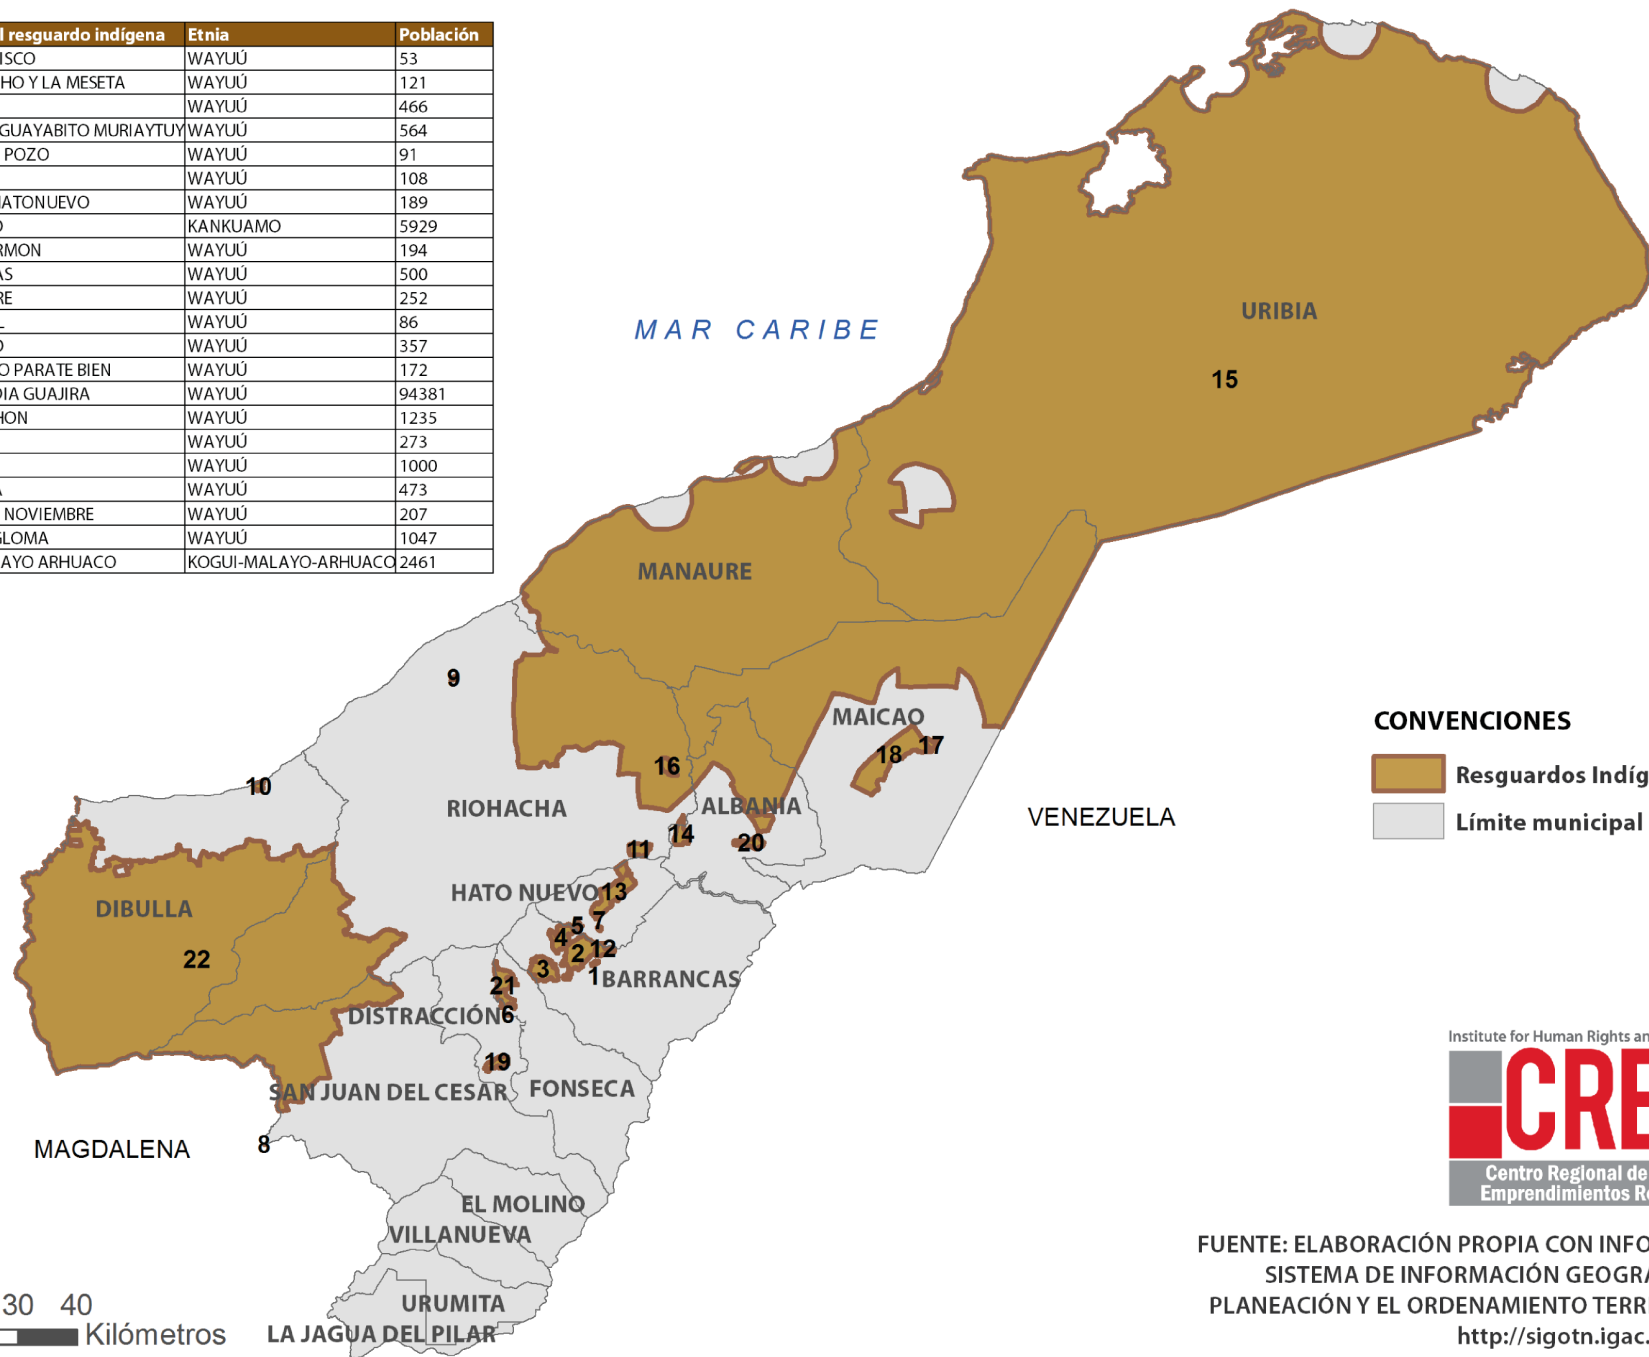 l resguardo indígena Etnia Población
ISCO WAYUÚ 53
HO Y LA MESETA WAYUÚ 121
WAYUÚ 466
GUAYABITO MURIAYTUY WAYUÚ 564
POZO WAYUÚ 91
WAYUÚ 108
ATONUEVO WAYUÚ 189
O KANKUAMO 5929
RMON WAYUÚ 194
AS WAYUÚ 500
RE WAYUÚ 252
L WAYUÚ 86
O WAYUÚ 357
O PARATE BIEN WAYUÚ 172
DIA GUAJIRA WAYUÚ 94381
HON WAYUÚ 1235
WAYUÚ 273
WAYUÚ 1000
A WAYUÚ 473
NOVIEMBRE WAYUÚ 207
GLOMA WAYUÚ 1047
AYO ARHUACO KOGUI-MALAYO-ARHUACO 2461
MAR CARIBE
URIBIA
15
MANAURE
9
MAICAO
18 17
16
10
RIOHACHA
ALBANIA
VENEZUELA
14
20
11
HATO NUEVO 13
DIBULLA
5 7
4
2 12
22
3
1 BARRANCAS
21
DISTRACCIÓN 6
19
SAN JUAN DEL CESAR
FONSECA
MAGDALENA
8
EL MOLINO
VILLANUEVA
URUMITA
LA JAGUA DEL PILAR
30 40
Kilómetros
CONVENCIONES
Resguardos Indíg
Límite municipal
Institute for Human Rights an
CRE
Centro Regional de
Emprendimientos Re
FUENTE: ELABORACIÓN PROPIA CON INFO
SISTEMA DE INFORMACIÓN GEOGRA
PLANEACIÓN Y EL ORDENAMIENTO TERR
http://sigotn.igac.